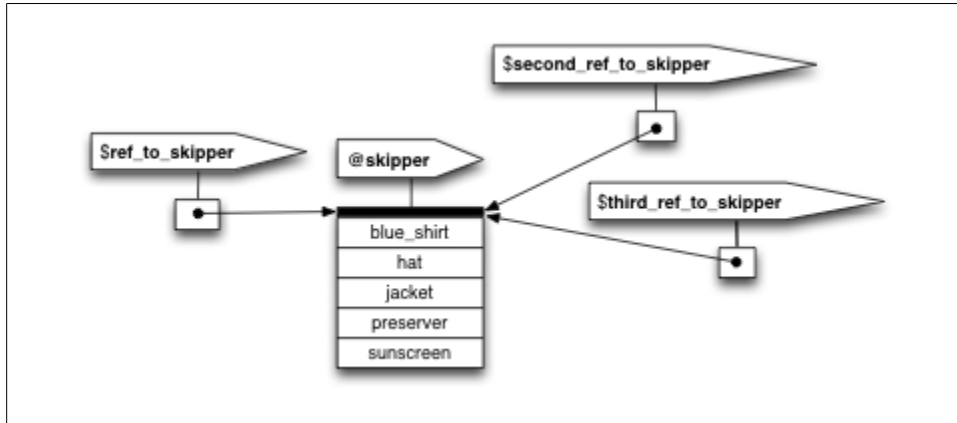 $second_ref_to_skipper
$ref_to_skipper
@skipper
$third_ref_to_skipper
blue_shirt
hat
jacket
preserver
sunscreen